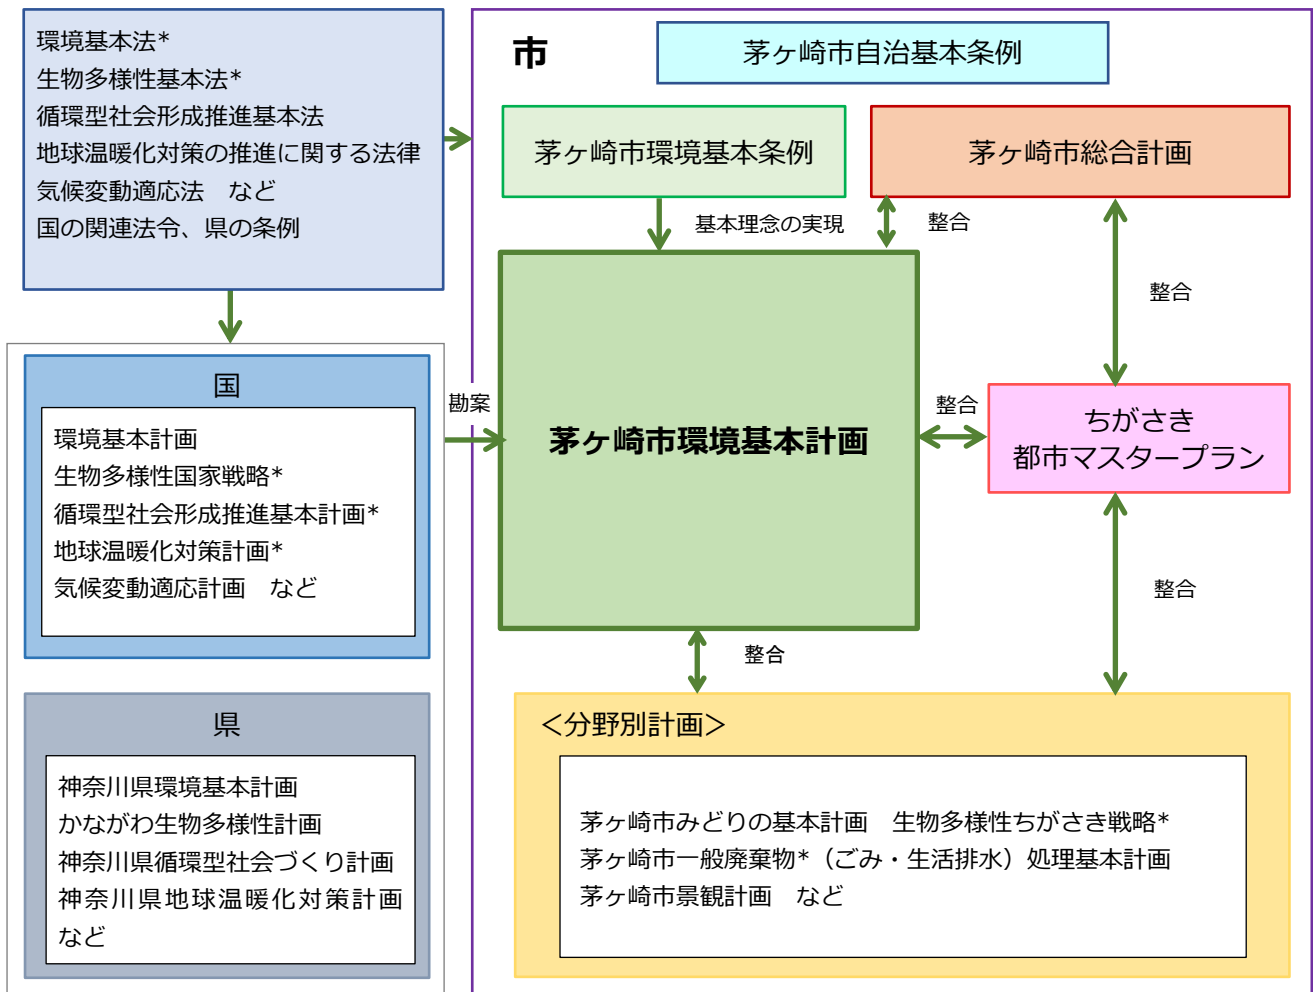 環境基本法*
生物多様性基本法*
循環型社会形成推進基本法
地球温暖化対策の推進に関する法律
気候変動適応法　など
国の関連法令、県の条例
国
環境基本計画
生物多様性国家戦略*
循環型社会形成推進基本計画*
地球温暖化対策計画*
気候変動適応計画　など
県
神奈川県環境基本計画
かながわ生物多様性計画
神奈川県循環型社会づくり計画
神奈川県地球温暖化対策計画
など
勘案
市
茅ヶ崎市自治基本条例
茅ヶ崎市環境基本条例
茅ヶ崎市総合計画
基本理念の実現
整合
整合
茅ヶ崎市環境基本計画
整合
ちがさき
都市マスタープラン
整合
整合
＜分野別計画＞
茅ヶ崎市みどりの基本計画　生物多様性ちがさき戦略*
茅ヶ崎市一般廃棄物*（ごみ・生活排水）処理基本計画
茅ヶ崎市景観計画　など